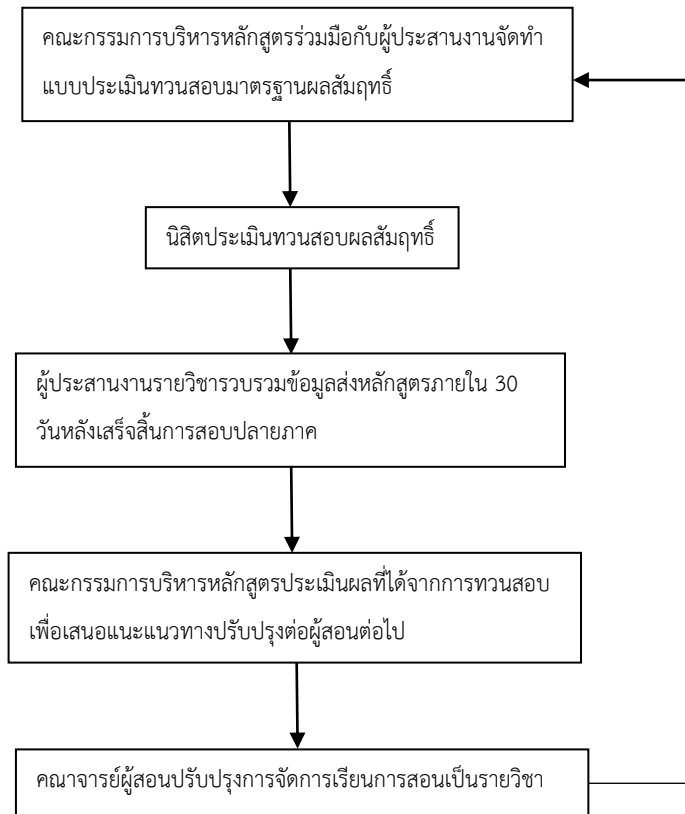 คณะกรรมการบริหารหลักสูตรร่วมมือกับผู้ประสานงานจัดทำ
แบบประเมินทวนสอบมาตรฐานผลสัมฤทธิ์
นิสิตประเมินทวนสอบผลสัมฤทธิ์
ผู้ประสานงานรายวิชารวบรวมข้อมูลส่งหลักสูตรภายใน 30
วันหลังเสร็จสิ้นการสอบปลายภาค
คณะกรรมการบริหารหลักสูตรประเมินผลที่ได้จากการทวนสอบ
เพื่อเสนอแนะแนวทางปรับปรุงต่อผู้สอนต่อไป
คณาจารย์ผู้สอนปรับปรุงการจัดการเรียนการสอนเป็นรายวิชา